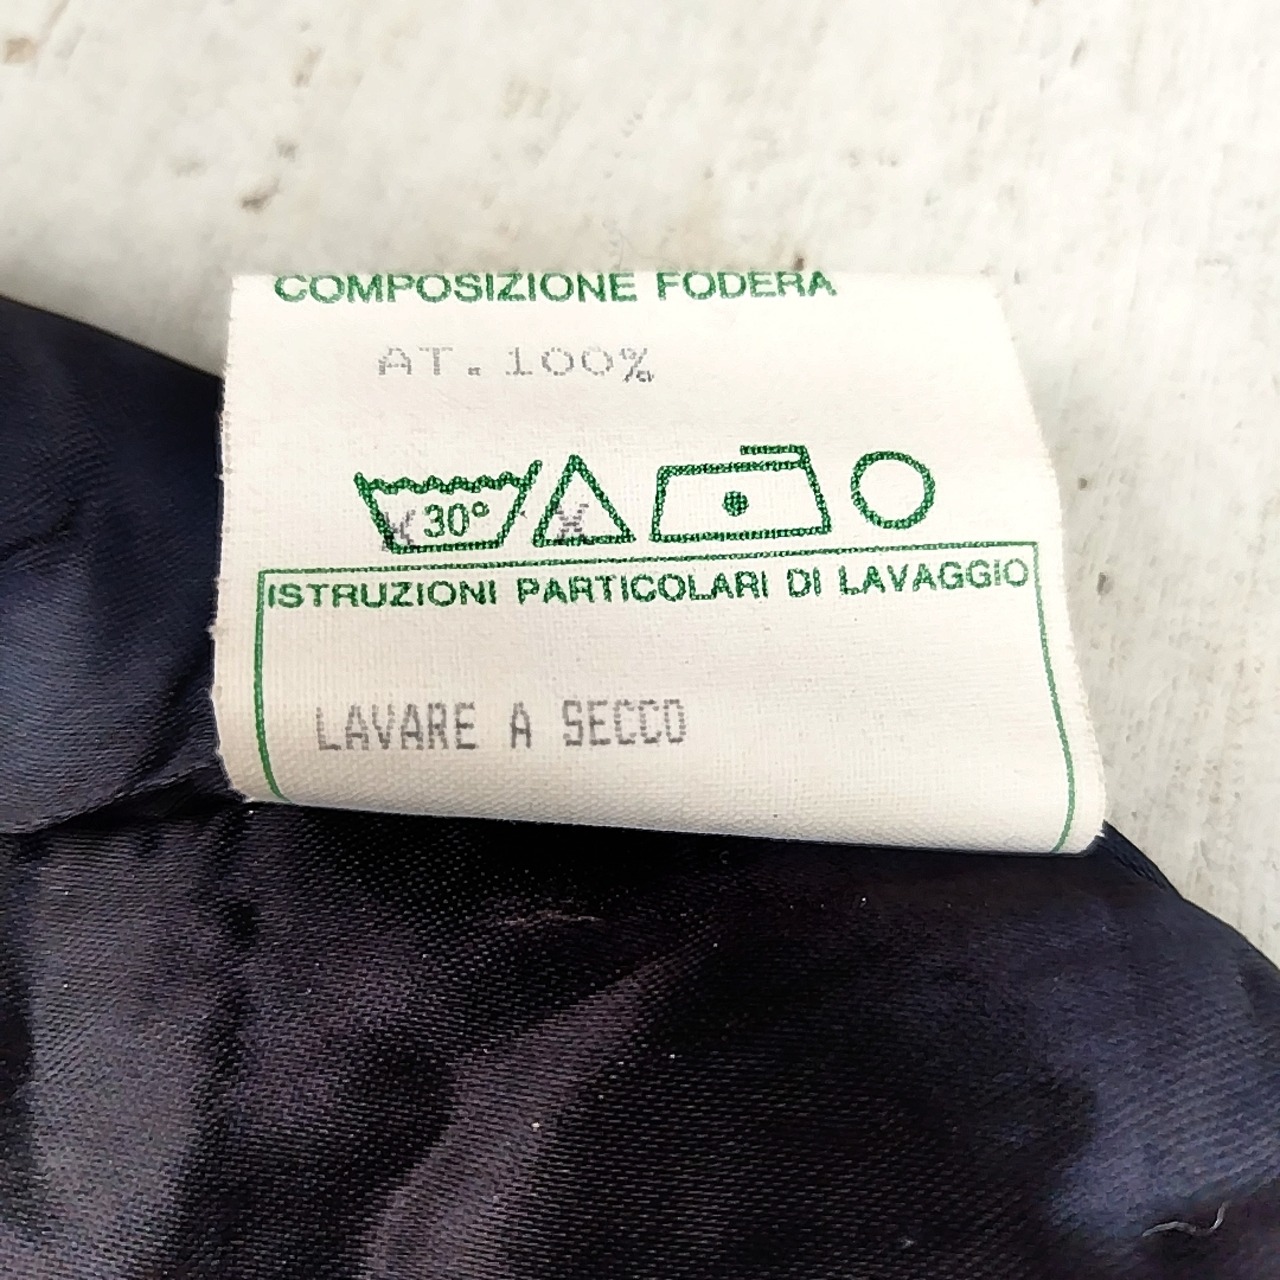 COMPOSIZIONE FODERA
AT.100%
X 30° X
ISTRUZIONI PARTICOLARI DI LAVAGGIO
LAVARE A SECCO